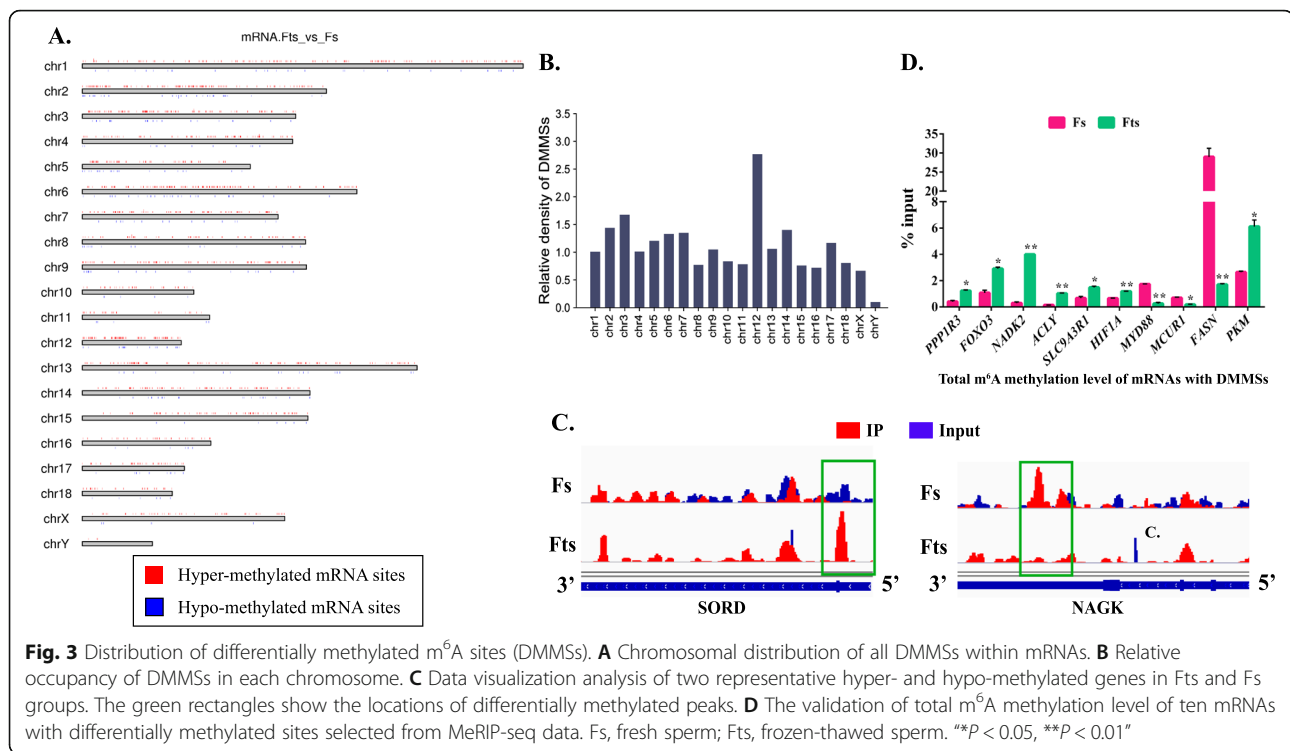 A.
mRNA.Fts_vs_Fs
chr1
chr2
chr3
chr4
chr5
chr6
chr7
chr8
chr9
chr10
chr11
chr12
chr13
chr14
chr15
chr16
chr17
chr18
chrX
chrY
Hyper-methylated mRNA sites
Hypo-methylated mRNA sites
B.
Relative density of DMMSs
3.5
3.0
2.5
2.0
1.5
1.0
0.5
0.0
chr1 chr2 chr3 chr4 chr5 chr6 chr7 chr8 chr9 chr10 chr11 chr12 chr13 chr14 chr15 chr16 chr17 chr18 chrX chrY
D.
Fs Fts
% input
35
30
25
20
8
6
4
2
0
* * ** ** * ** ** * ** *
PPP1R3 FOXO3 NADK2 ACLY SLC9A3R1 HIF1A MYD88 MCUR1 FASN PKM
Total m⁶A methylation level of mRNAs with DMMSs
C.
IP Input
Fs
Fts
3’ 5’
SORD
Fs
Fts
C.
3’ 5’
NAGK
Fig. 3 Distribution of differentially methylated m⁶A sites (DMMSs). A Chromosomal distribution of all DMMSs within mRNAs. B Relative
occupancy of DMMSs in each chromosome. C Data visualization analysis of two representative hyper- and hypo-methylated genes in Fts and Fs
groups. The green rectangles show the locations of differentially methylated peaks. D The validation of total m⁶A methylation level of ten mRNAs
with differentially methylated sites selected from MeRIP-seq data. Fs, fresh sperm; Fts, frozen-thawed sperm. “*P < 0.05, **P < 0.01”